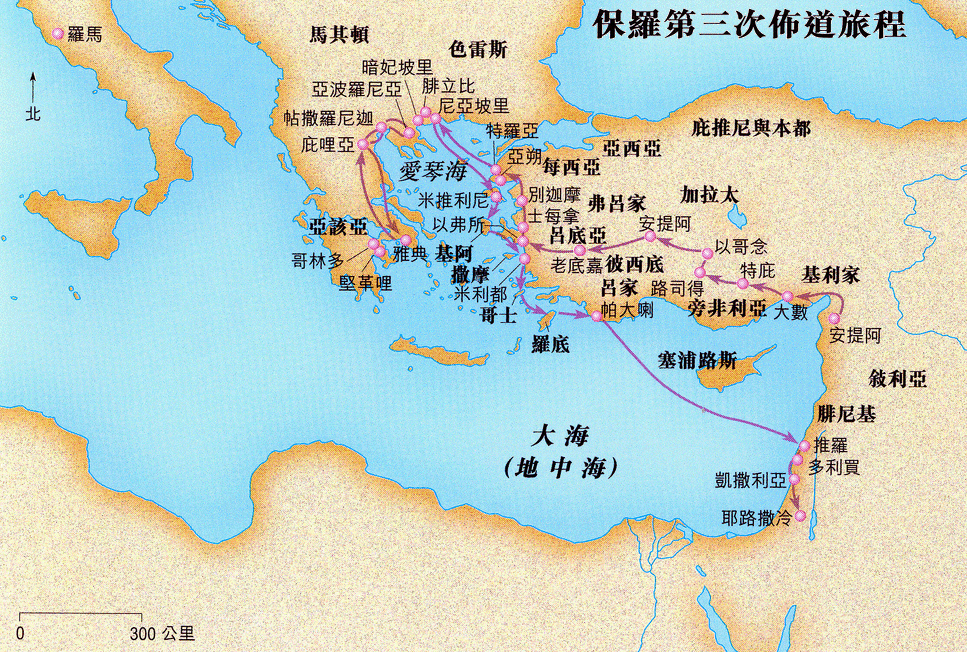 保羅第三次佈道旅程
羅馬
北
馬其頓
色雷斯
暗妃坡里
亞波羅尼亞
腓立比
尼亞坡里
帖撒羅尼迦
庇哩亞
特羅亞
亞朔
愛琴海
每西亞
亞西亞
庇推尼與本都
米推利尼
別迦摩
士每拿
弗呂家
加拉太
亞該亞
以弗所
呂底亞
安提阿
以哥念
哥林多
雅典
基阿
老底嘉
彼西底
特庇
基利家
堅革哩
撒摩
米利都
呂家
路司得
旁非利亞
大數
哥士
帕大喇
安提阿
羅底
塞浦路斯
敍利亞
腓尼基
大海
(地中海)
推羅
多利買
凱撒利亞
耶路撒冷
0
300 公里